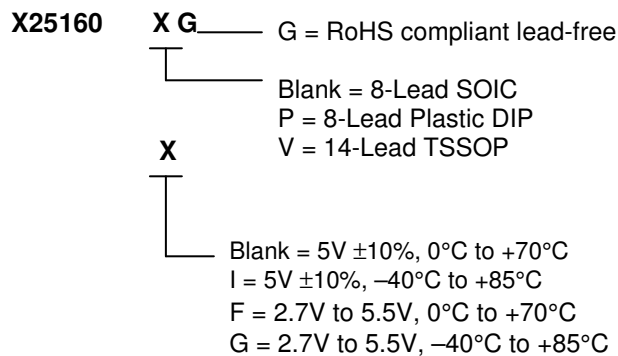 X25160 X G G = RoHS compliant lead-free
Blank = 8-Lead SOIC
P = 8-Lead Plastic DIP
V = 14-Lead TSSOP
X
Blank = 5V ±10%, 0°C to +70°C
I = 5V ±10%, –40°C to +85°C
F = 2.7V to 5.5V, 0°C to +70°C
G = 2.7V to 5.5V, –40°C to +85°C